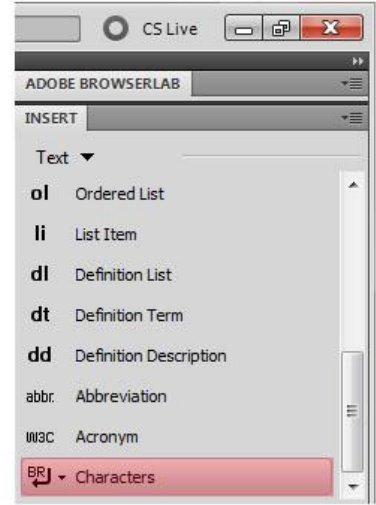 CS Live
ADOBE BROWSERLAB
INSERT
Text
ol Ordered List
li List Item
dl Definition List
dt Definition Term
dd Definition Description
abbr. Abbreviation
W3C Acronym
BR Characters